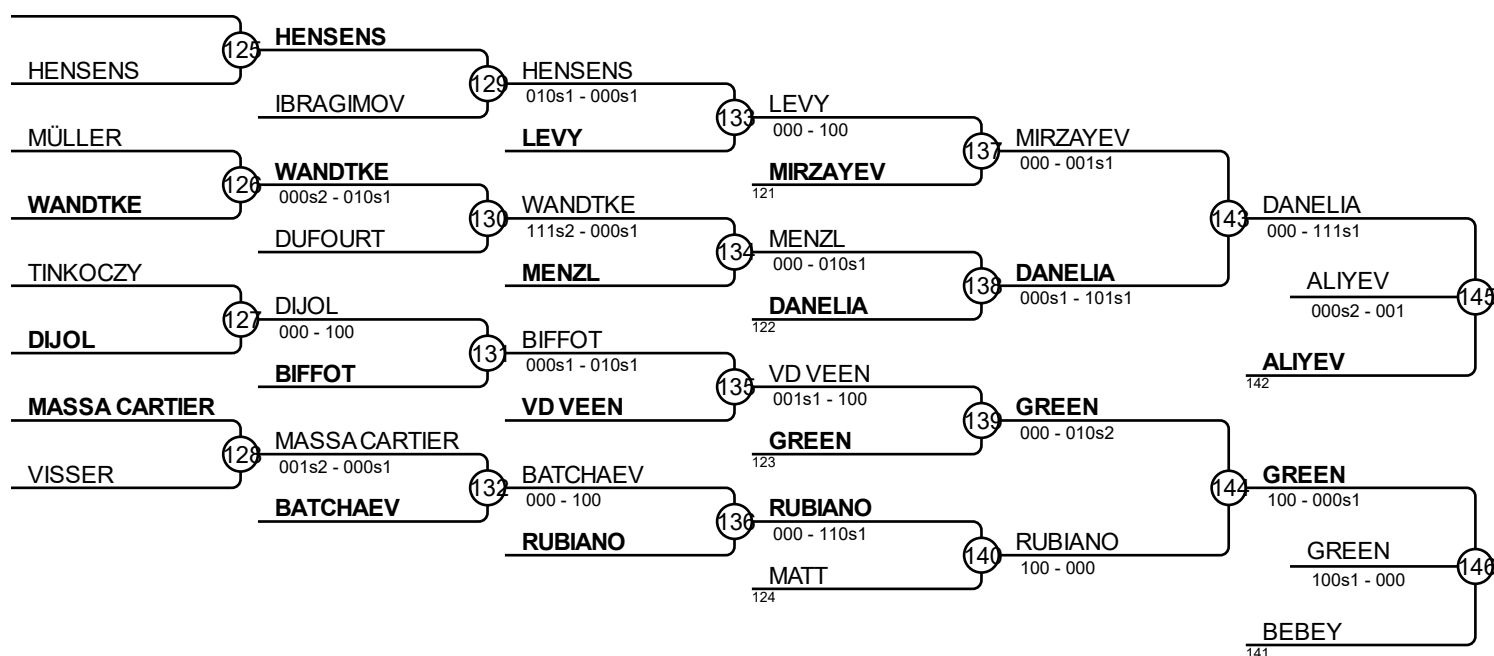 HENSENS
MÜLLER
WANDTKE
TINKOCZY
DIJOL
MASSA CARTIER
VISSER
125
126
127
128
HENSENS
IBRAGIMOV
WANDTKE
000s2 - 010s1
DUFOURT
DIJOL
000 - 100
BIFFOT
MASSA CARTIER
001s2 - 000s1
BATCHAEV
129
130
131
132
HENSENS
010s1 - 000s1
LEVY
WANDTKE
111s2 - 000s1
MENZL
BIFFOT
000s1 - 010s1
VD VEEN
BATCHAEV
000 - 100
RUBIANO
133
134
135
136
LEVY
000 - 100
MIRZAYEV
121
MENZL
000 - 010s1
DANELIA
122
VD VEEN
001s1 - 100
GREEN
123
RUBIANO
000 - 110s1
MATT
124
137
138
139
140
MIRZAYEV
000 - 001s1
DANELIA
000s1 - 101s1
GREEN
000 - 010s2
RUBIANO
100 - 000
143
144
DANELIA
000 - 111s1
ALIYEV
000s2 - 001
ALIYEV
142
GREEN
100 - 000s1
GREEN
100s1 - 000
BEBEY
141
145
146